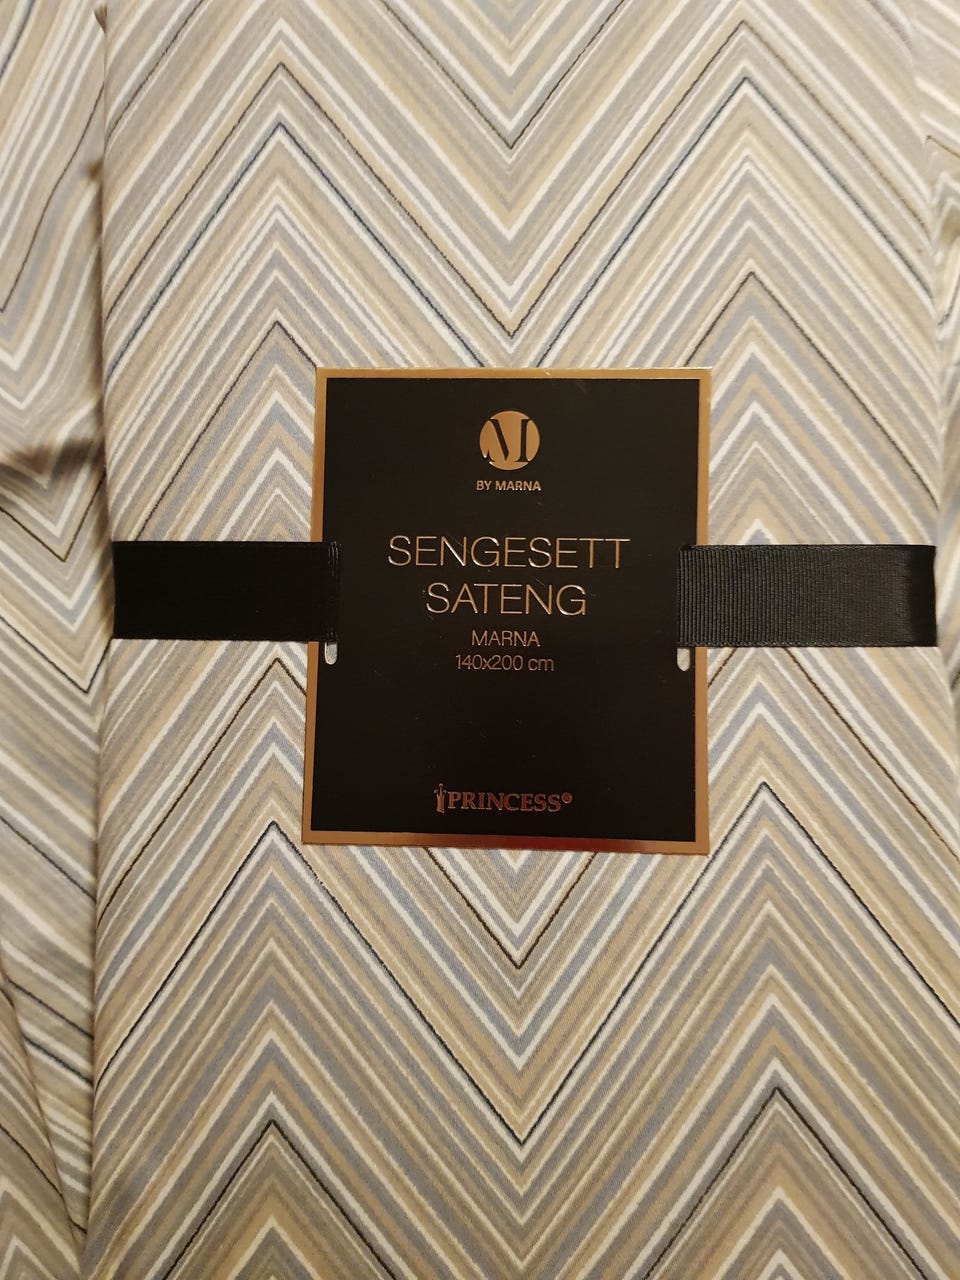 M
BY MARNA
SENGESETT
SATENG
MARNA
140x200 cm
PRINCESS®